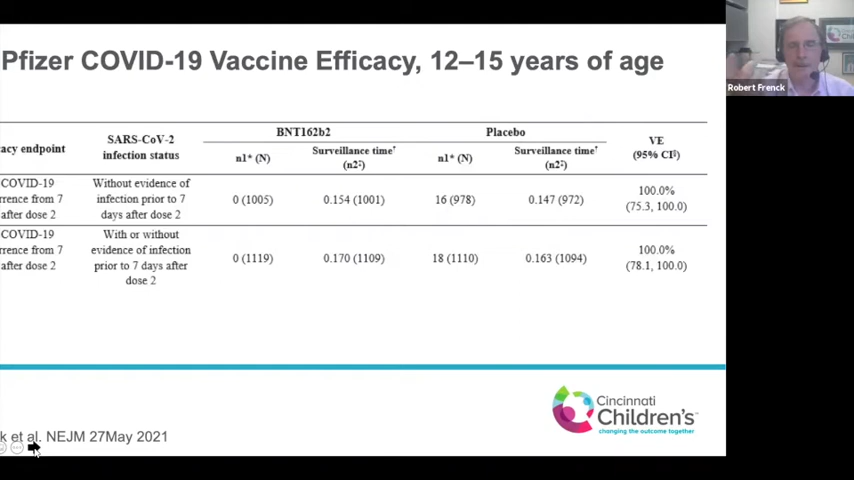 Pfizer COVID-19 Vaccine Efficacy, 12–15 years of age
Robert Frenck
BNT162b2
Placebo
acy endpoint
SARS-CoV-2
infection status
n1* (N)
Surveillance time†
(n2‡)
n1* (N)
Surveillance time†
(n2‡)
VE
(95% CI§)
COVID-19
rrence from 7
after dose 2
Without evidence of
infection prior to 7
days after dose 2
0 (1005)
0.154 (1001)
16 (978)
0.147 (972)
100.0%
(75.3, 100.0)
COVID-19
rrence from 7
after dose 2
With or without
evidence of infection
prior to 7 days after
dose 2
0 (1119)
0.170 (1109)
18 (1110)
0.163 (1094)
100.0%
(78.1, 100.0)
Cincinnati
Children's
changing the outcome together
k et al. NEJM 27May 2021